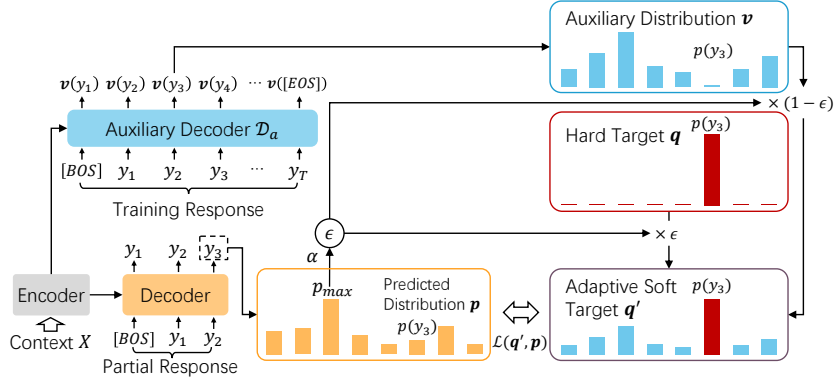 Auxiliary Distribution v
p(y₃)
v(y₁) v(y₂) v(y₃) v(y₄) ⋯ v([EOS])
× (1 − ϵ)
Auxiliary Decoder 𝒟ₐ
Hard Target q
p(y₃)
[BOS] y₁ y₂ y₃ ⋯ y_T
Training Response
ϵ
× ϵ
α
y₁ y₂ y₃
Encoder
Decoder
p_max
Predicted
Distribution p
p(y₃)
ℒ(q′, p)
Adaptive Soft
Target q′
p(y₃)
Context X
[BOS] y₁ y₂
Partial Response